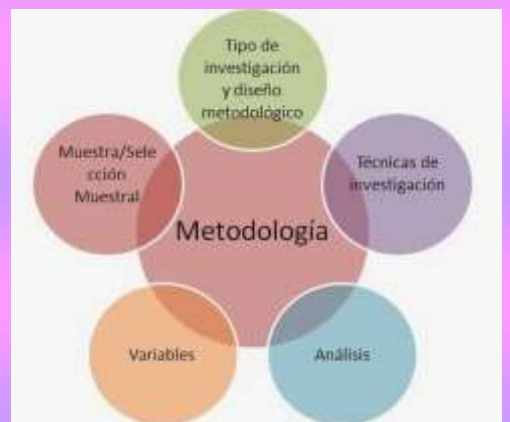 Tipo de
investigación
y diseño
metodológico
Muestra/Sele
cción
Muestral
Técnicas de
investigación
Metodología
Variables
Análisis